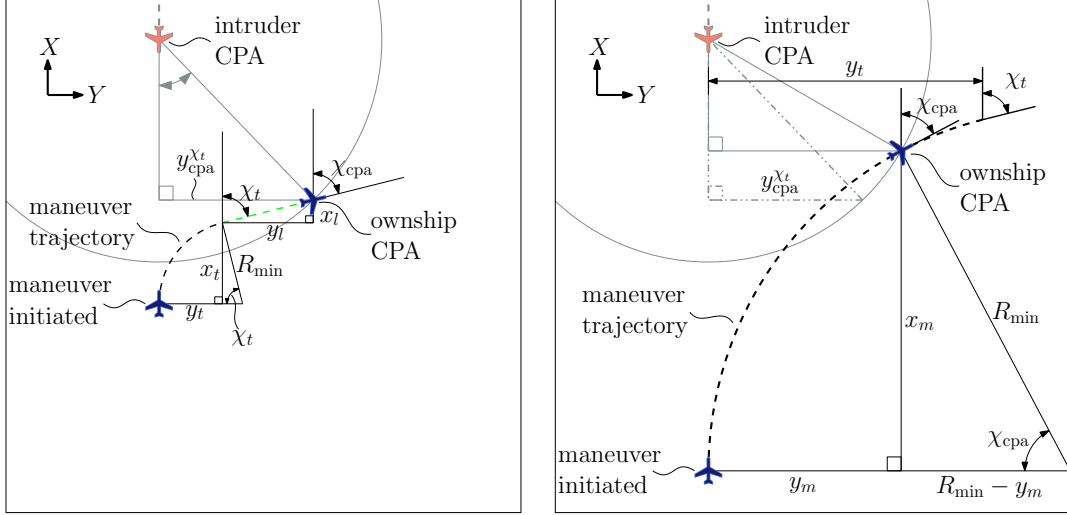 intruder
CPA
X
Y
y_cpa^χt
χ_cpa
χ_t
maneuver
trajectory
x_l
ownship
CPA
y_l
x_t
R_min
maneuver
initiated
y_t
χ_t
intruder
CPA
X
Y
y_t
χ_t
χ_cpa
y_cpa^χt
ownship
CPA
maneuver
trajectory
x_m
R_min
χ_cpa
maneuver
initiated
y_m
R_min − y_m